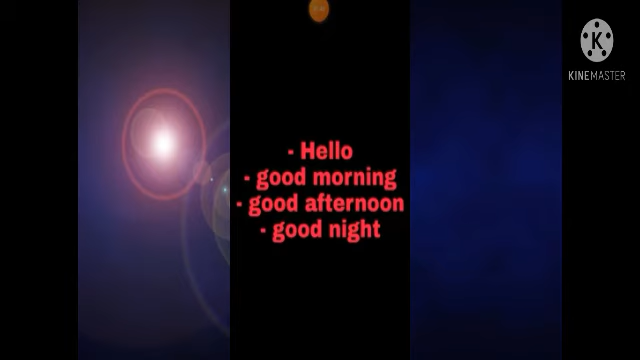 - Hello
- good morning
- good afternoon
- good night
KINEMASTER